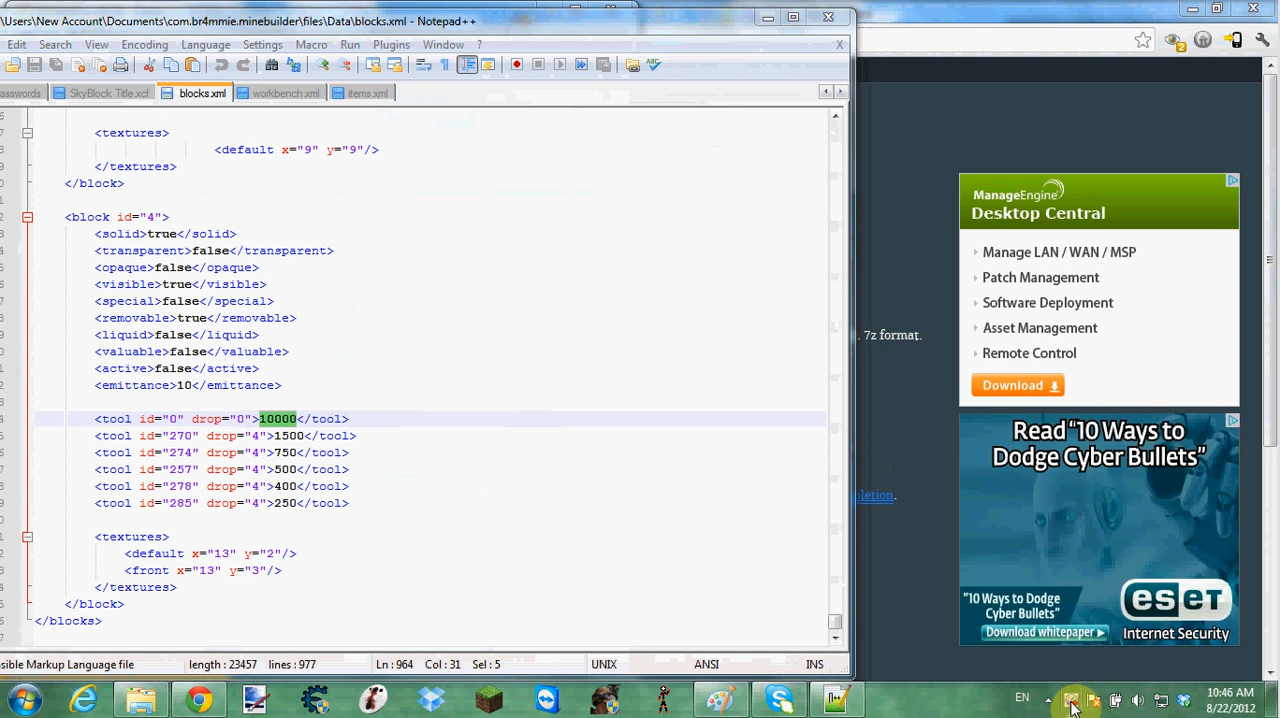 \Users\New Account\Documents\com.br4mmie.minebuilder\files\Data\blocks.xml - Notepad++
Edit Search View Encoding Language Settings Macro Run Plugins Window ? X
asswords SkyBlock Title.xcf blocks.xml workbench.xml items.xml
<textures>
<default x="9" y="9"/>
</textures>
</block>
<block id="4">
<solid>true</solid>
<transparent>false</transparent>
<opaque>false</opaque>
<visible>true</visible>
<special>false</special>
<removable>true</removable>
<liquid>false</liquid>
<valuable>false</valuable>
<active>false</active>
<emittance>10</emittance>
<tool id="0" drop="0">10000</tool>
<tool id="270" drop="4">1500</tool>
<tool id="274" drop="4">750</tool>
<tool id="257" drop="4">500</tool>
<tool id="278" drop="4">400</tool>
<tool id="285" drop="4">250</tool>
<textures>
<default x="13" y="2"/>
<front x="13" y="3"/>
</textures>
</block>
</blocks>
sible Markup Language file length : 23457 lines : 977 Ln : 964 Col : 31 Sel : 5 UNIX ANSI INS
. 7z format.
pletion.
ManageEngine
Desktop Central
Manage LAN / WAN / MSP
Patch Management
Software Deployment
Asset Management
Remote Control
Download
Read "10 Ways to
Dodge Cyber Bullets"
"10 Ways to Dodge
Cyber Bullets"
Download whitepaper
eseT
Internet Security
EN
10:46 AM
8/22/2012